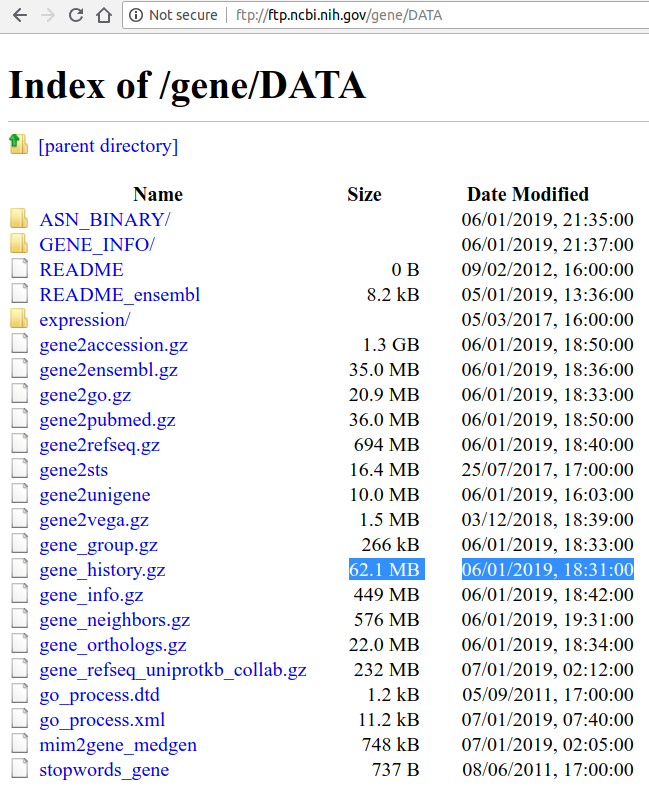 Not secure | ftp://ftp.ncbi.nih.gov/gene/DATA
Index of /gene/DATA
[parent directory]
Name Size Date Modified
ASN_BINARY/ 06/01/2019, 21:35:00
GENE_INFO/ 06/01/2019, 21:37:00
README 0 B 09/02/2012, 16:00:00
README_ensembl 8.2 kB 05/01/2019, 13:36:00
expression/ 05/03/2017, 16:00:00
gene2accession.gz 1.3 GB 06/01/2019, 18:50:00
gene2ensembl.gz 35.0 MB 06/01/2019, 18:36:00
gene2go.gz 20.9 MB 06/01/2019, 18:33:00
gene2pubmed.gz 36.0 MB 06/01/2019, 18:50:00
gene2refseq.gz 694 MB 06/01/2019, 18:40:00
gene2sts 16.4 MB 25/07/2017, 17:00:00
gene2unigene 10.0 MB 06/01/2019, 16:03:00
gene2vega.gz 1.5 MB 03/12/2018, 18:39:00
gene_group.gz 266 kB 06/01/2019, 18:33:00
gene_history.gz 62.1 MB 06/01/2019, 18:31:00
gene_info.gz 449 MB 06/01/2019, 18:42:00
gene_neighbors.gz 576 MB 06/01/2019, 19:31:00
gene_orthologs.gz 22.0 MB 06/01/2019, 18:34:00
gene_refseq_uniprotkb_collab.gz 232 MB 07/01/2019, 02:12:00
go_process.dtd 1.2 kB 05/09/2011, 17:00:00
go_process.xml 11.2 kB 07/01/2019, 07:40:00
mim2gene_medgen 748 kB 07/01/2019, 02:05:00
stopwords_gene 737 B 08/06/2011, 17:00:00